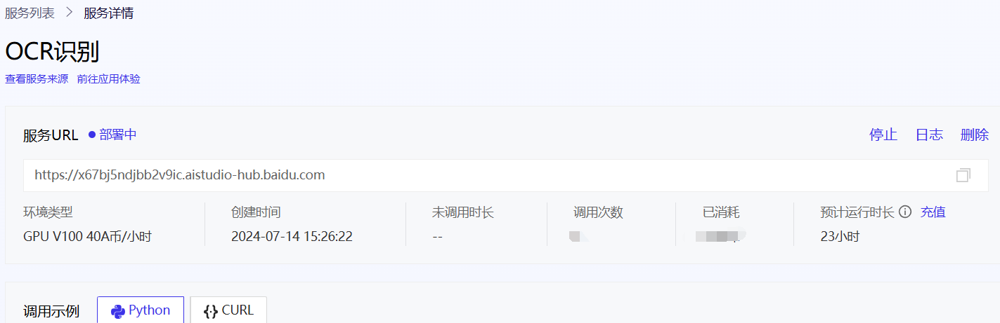 服务列表 > 服务详情
OCR识别
查看服务来源 前往应用体验
服务URL 部署中 停止 日志 删除
https://x67bj5ndjbb2v9ic.aistudio-hub.baidu.com
环境类型 创建时间 未调用时长 调用次数 已消耗 预计运行时长 充值
GPU V100 40A币/小时 2024-07-14 15:26:22 -- 23小时
调用示例 Python CURL